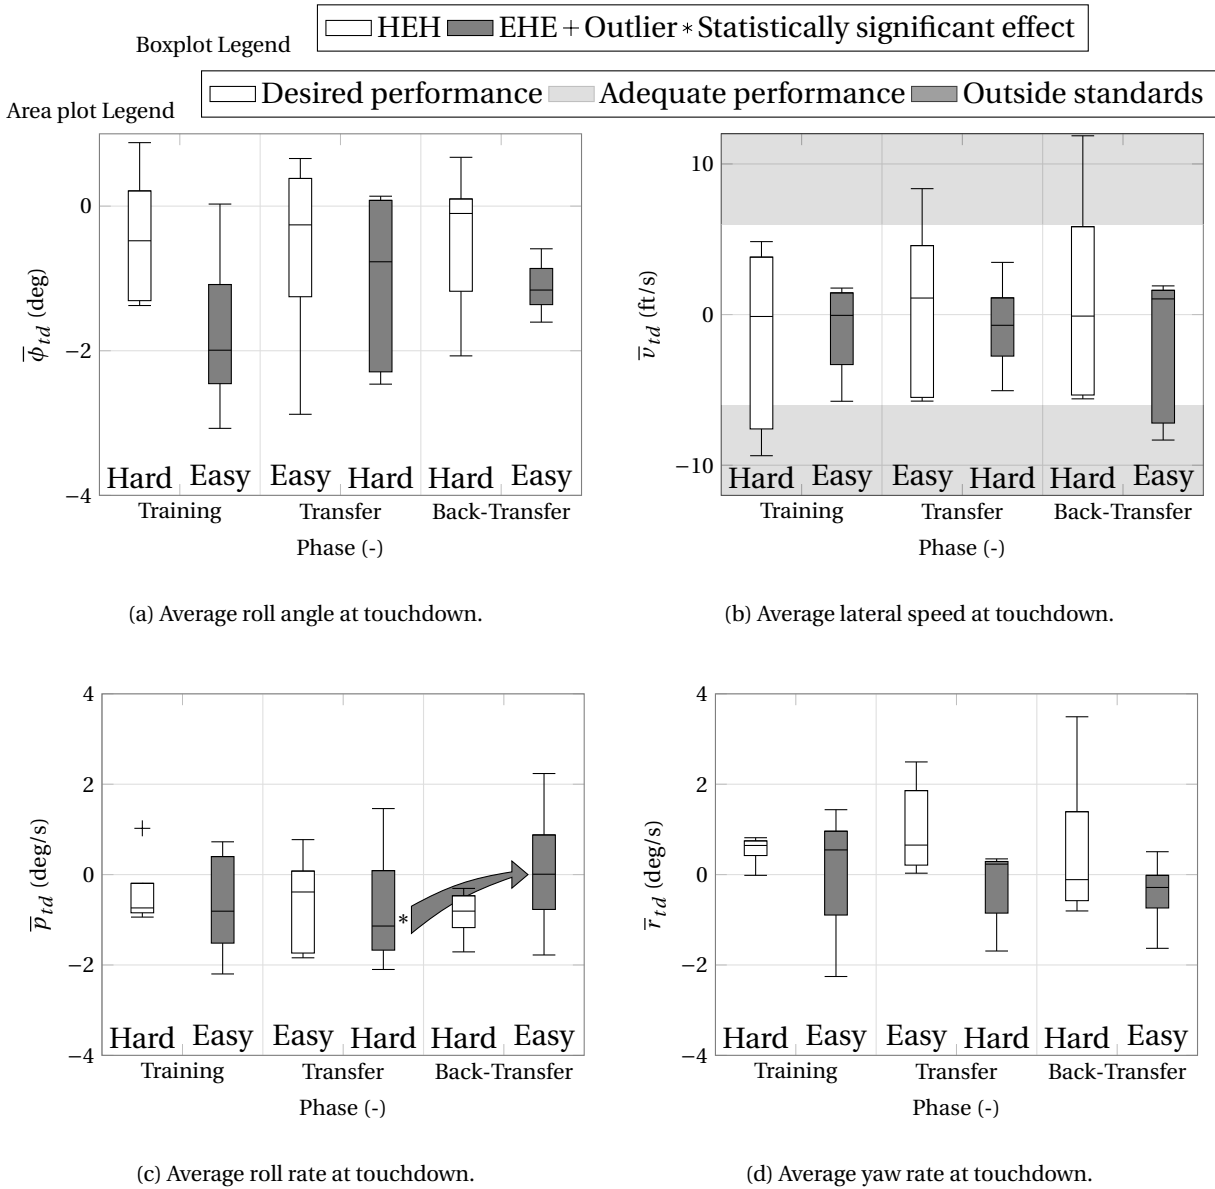 Boxplot Legend
HEH EHE + Outlier * Statistically significant effect
Area plot Legend
Desired performance Adequate performance Outside standards
0
−2
−4
ϕ̅td (deg)
Hard Easy Easy Hard Hard Easy
Training Transfer Back-Transfer
Phase (-)
(a) Average roll angle at touchdown.
10
0
−10
v̅td (ft/s)
Hard Easy Easy Hard Hard Easy
Training Transfer Back-Transfer
Phase (-)
(b) Average lateral speed at touchdown.
4
2
0
−2
−4
p̅td (deg/s)
*
Hard Easy Easy Hard Hard Easy
Training Transfer Back-Transfer
Phase (-)
(c) Average roll rate at touchdown.
4
2
0
−2
−4
r̅td (deg/s)
Hard Easy Easy Hard Hard Easy
Training Transfer Back-Transfer
Phase (-)
(d) Average yaw rate at touchdown.